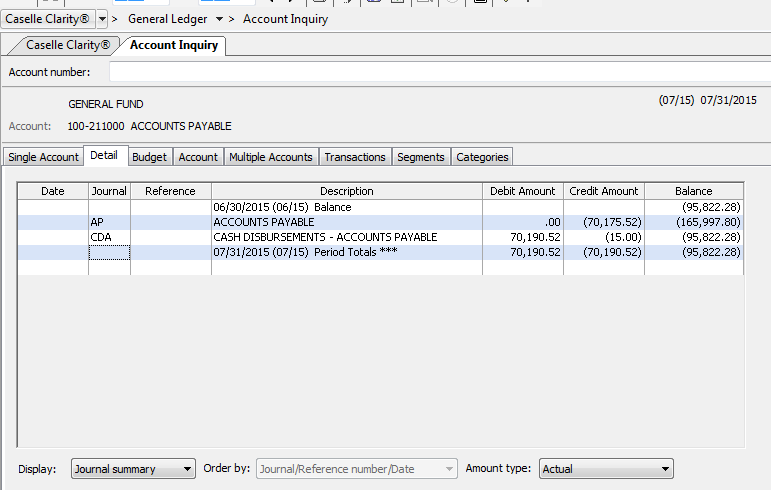 Caselle Clarity® > General Ledger > Account Inquiry
Caselle Clarity® Account Inquiry
Account number:
GENERAL FUND (07/15) 07/31/2015
Account: 100-211000 ACCOUNTS PAYABLE
Single Account Detail Budget Account Multiple Accounts Transactions Segments Categories
Date Journal Reference Description Debit Amount Credit Amount Balance
06/30/2015 (06/15) Balance (95,822.28)
AP ACCOUNTS PAYABLE .00 (70,175.52) (165,997.80)
CDA CASH DISBURSEMENTS - ACCOUNTS PAYABLE 70,190.52 (15.00) (95,822.28)
07/31/2015 (07/15) Period Totals *** 70,190.52 (70,190.52) (95,822.28)
Display: Journal summary Order by: Journal/Reference number/Date Amount type: Actual